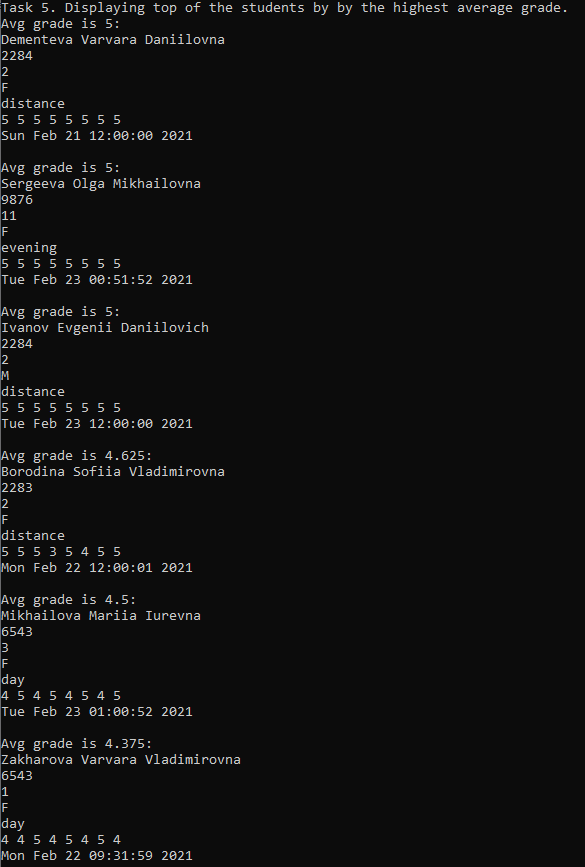 Task 5. Displaying top of the students by by the highest average grade.
Avg grade is 5:
Dementeva Varvara Daniilovna
2284
2
F
distance
5 5 5 5 5 5 5 5
Sun Feb 21 12:00:00 2021
Avg grade is 5:
Sergeeva Olga Mikhailovna
9876
11
F
evening
5 5 5 5 5 5 5 5
Tue Feb 23 00:51:52 2021
Avg grade is 5:
Ivanov Evgenii Daniilovich
2284
2
M
distance
5 5 5 5 5 5 5 5
Tue Feb 23 12:00:00 2021
Avg grade is 4.625:
Borodina Sofiia Vladimirovna
2283
2
F
distance
5 5 5 3 5 4 5 5
Mon Feb 22 12:00:01 2021
Avg grade is 4.5:
Mikhailova Mariia Iurevna
6543
3
F
day
4 5 4 5 4 5 4 5
Tue Feb 23 01:00:52 2021
Avg grade is 4.375:
Zakharova Varvara Vladimirovna
6543
1
F
day
4 4 5 4 5 4 5 4
Mon Feb 22 09:31:59 2021